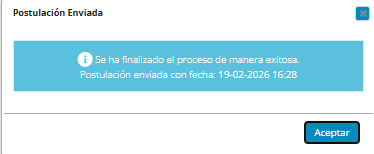 Postulación Enviada
Se ha finalizado el proceso de manera exitosa.
Postulación enviada con fecha: 19-02-2026 16:28
Aceptar